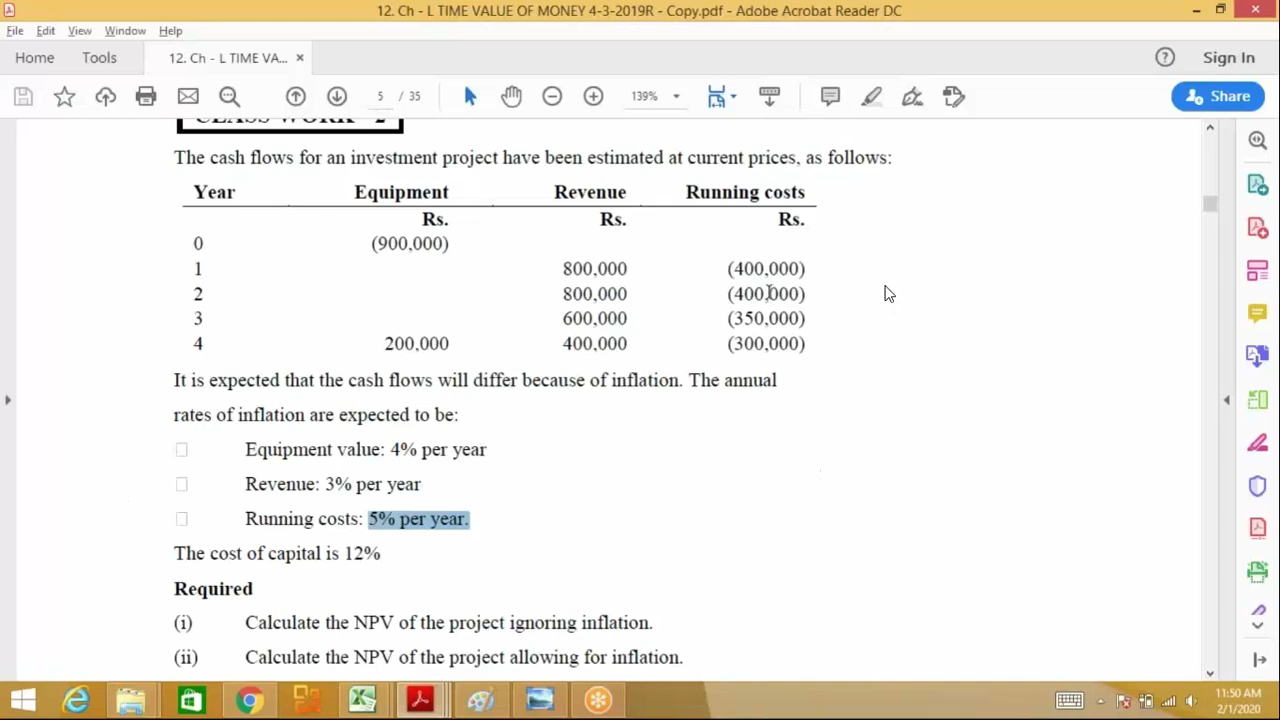 12. Ch - L TIME VALUE OF MONEY 4-3-2019R - Copy.pdf - Adobe Acrobat Reader DC
File Edit View Window Help
Home Tools 12. Ch - L TIME VA... × Sign In
5 / 35 139% Share
CLASS WORK - 2
The cash flows for an investment project have been estimated at current prices, as follows:
Year Equipment Revenue Running costs
Rs. Rs. Rs.
0 (900,000)
1 800,000 (400,000)
2 800,000 (400,000)
3 600,000 (350,000)
4 200,000 400,000 (300,000)
It is expected that the cash flows will differ because of inflation. The annual
rates of inflation are expected to be:
Equipment value: 4% per year
Revenue: 3% per year
Running costs: 5% per year.
The cost of capital is 12%
Required
(i) Calculate the NPV of the project ignoring inflation.
(ii) Calculate the NPV of the project allowing for inflation.
11:50 AM
2/1/2020